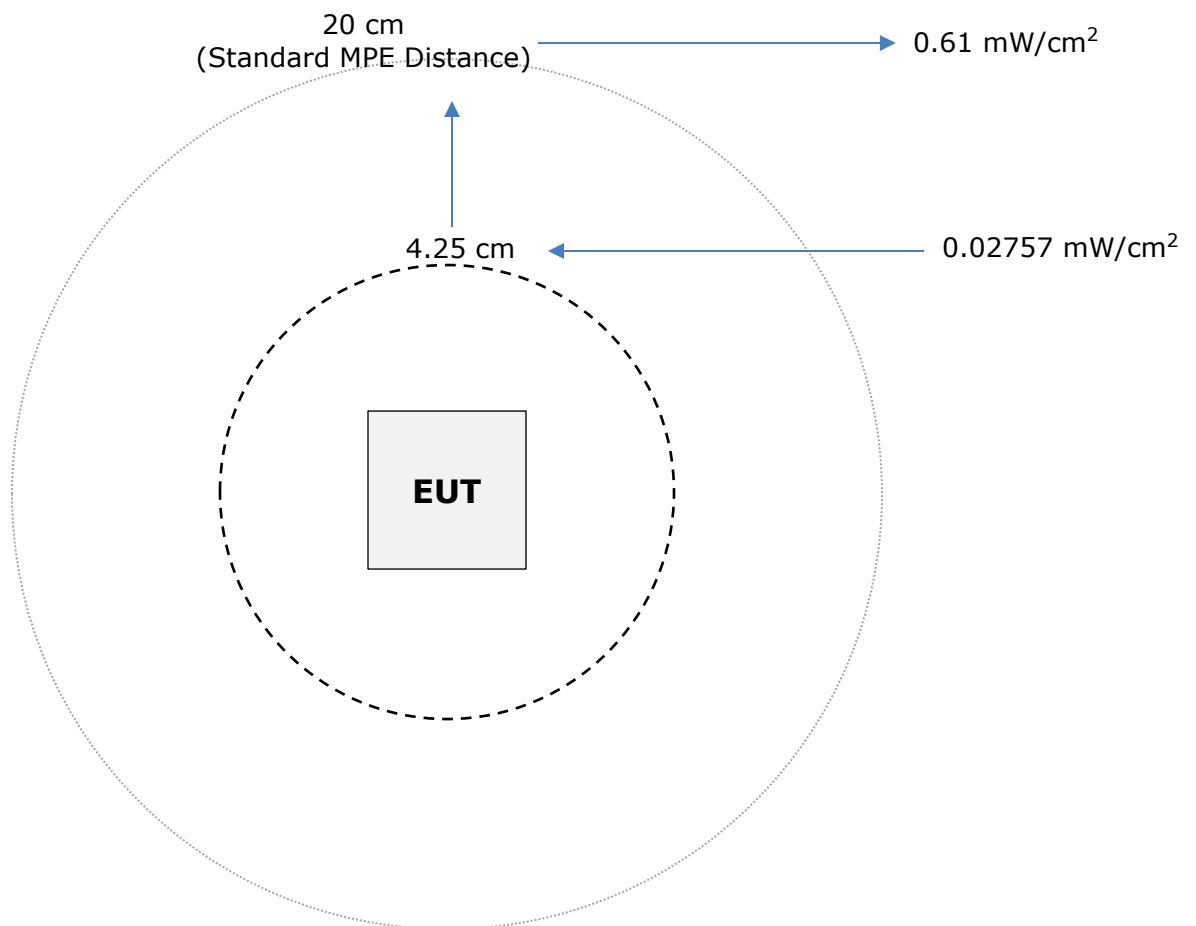 20 cm
(Standard MPE Distance)
0.61 mW/cm²
4.25 cm
0.02757 mW/cm²
EUT